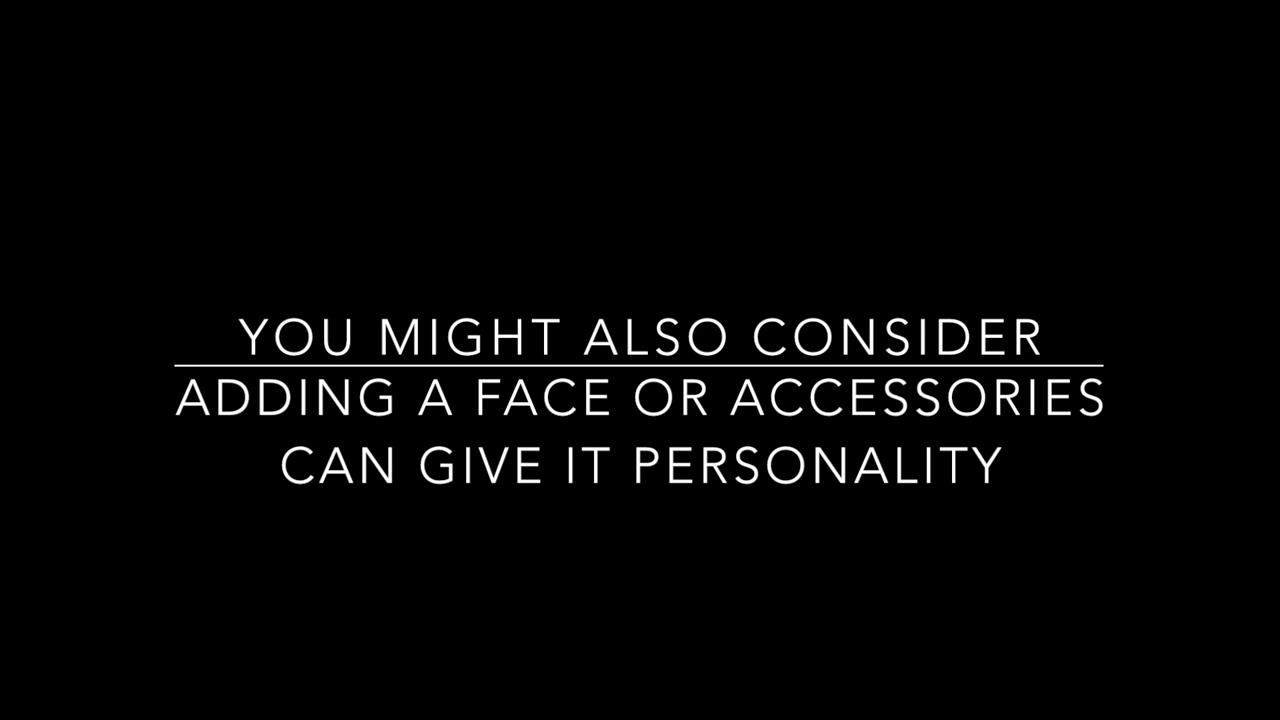 YOU MIGHT ALSO CONSIDER
ADDING A FACE OR ACCESSORIES
CAN GIVE IT PERSONALITY